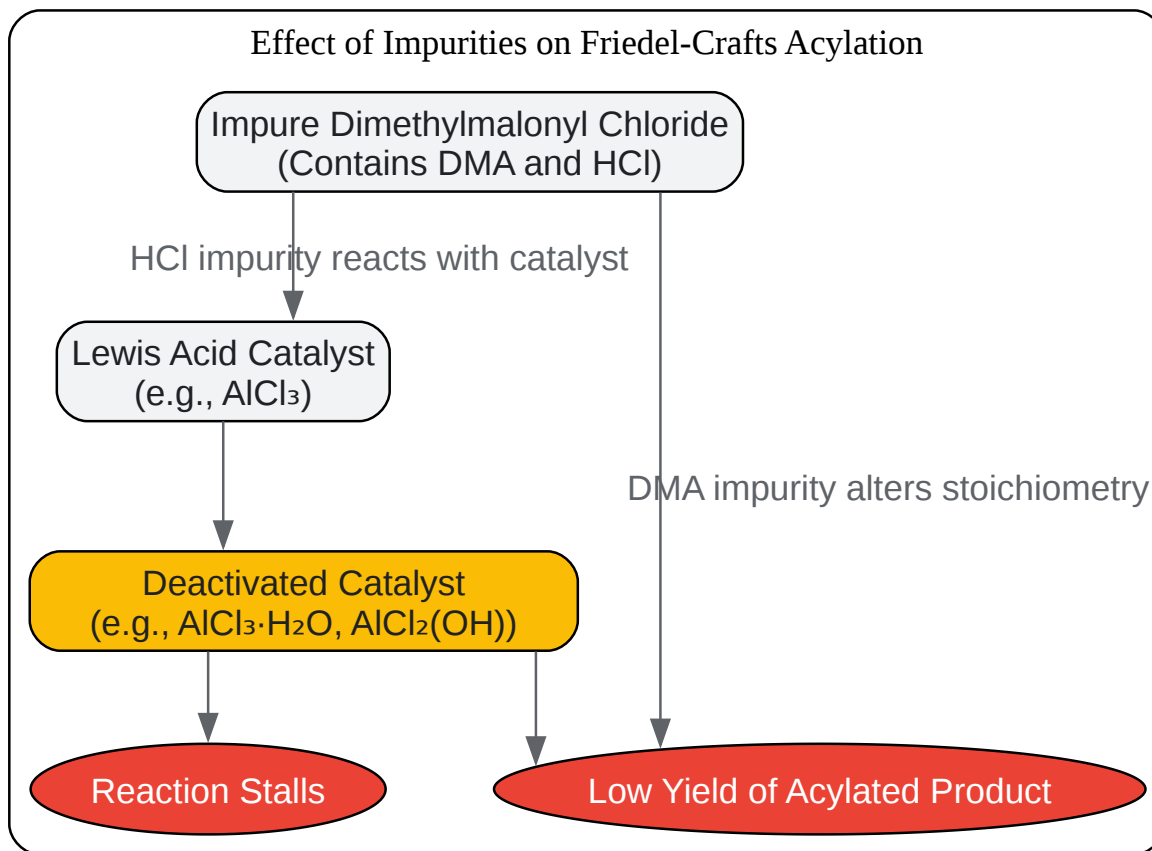 Effect of Impurities on Friedel-Crafts Acylation
Impure Dimethylmalonyl Chloride
(Contains DMA and HCl)
HCl impurity reacts with catalyst
Lewis Acid Catalyst
(e.g., AlCl₃)
DMA impurity alters stoichiometry
Deactivated Catalyst
(e.g., AlCl₃·H₂O, AlCl₂(OH))
Reaction Stalls
Low Yield of Acylated Product